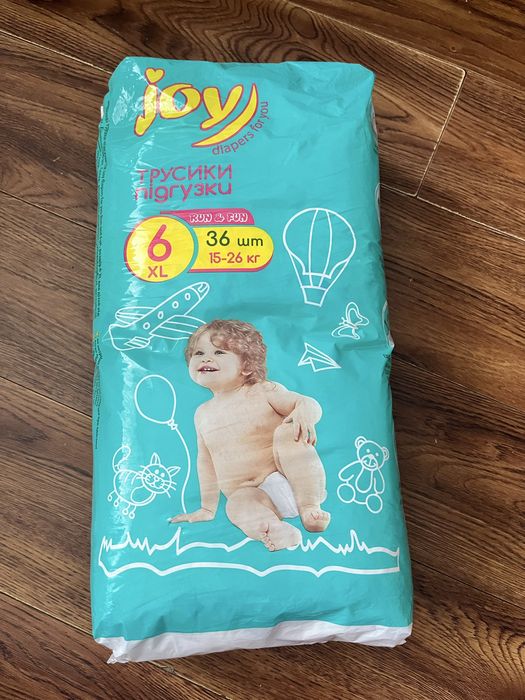 joy
diapers for you
трусики
підгузки
RUN & FUN
6
XL
36 шт
15-26 кг